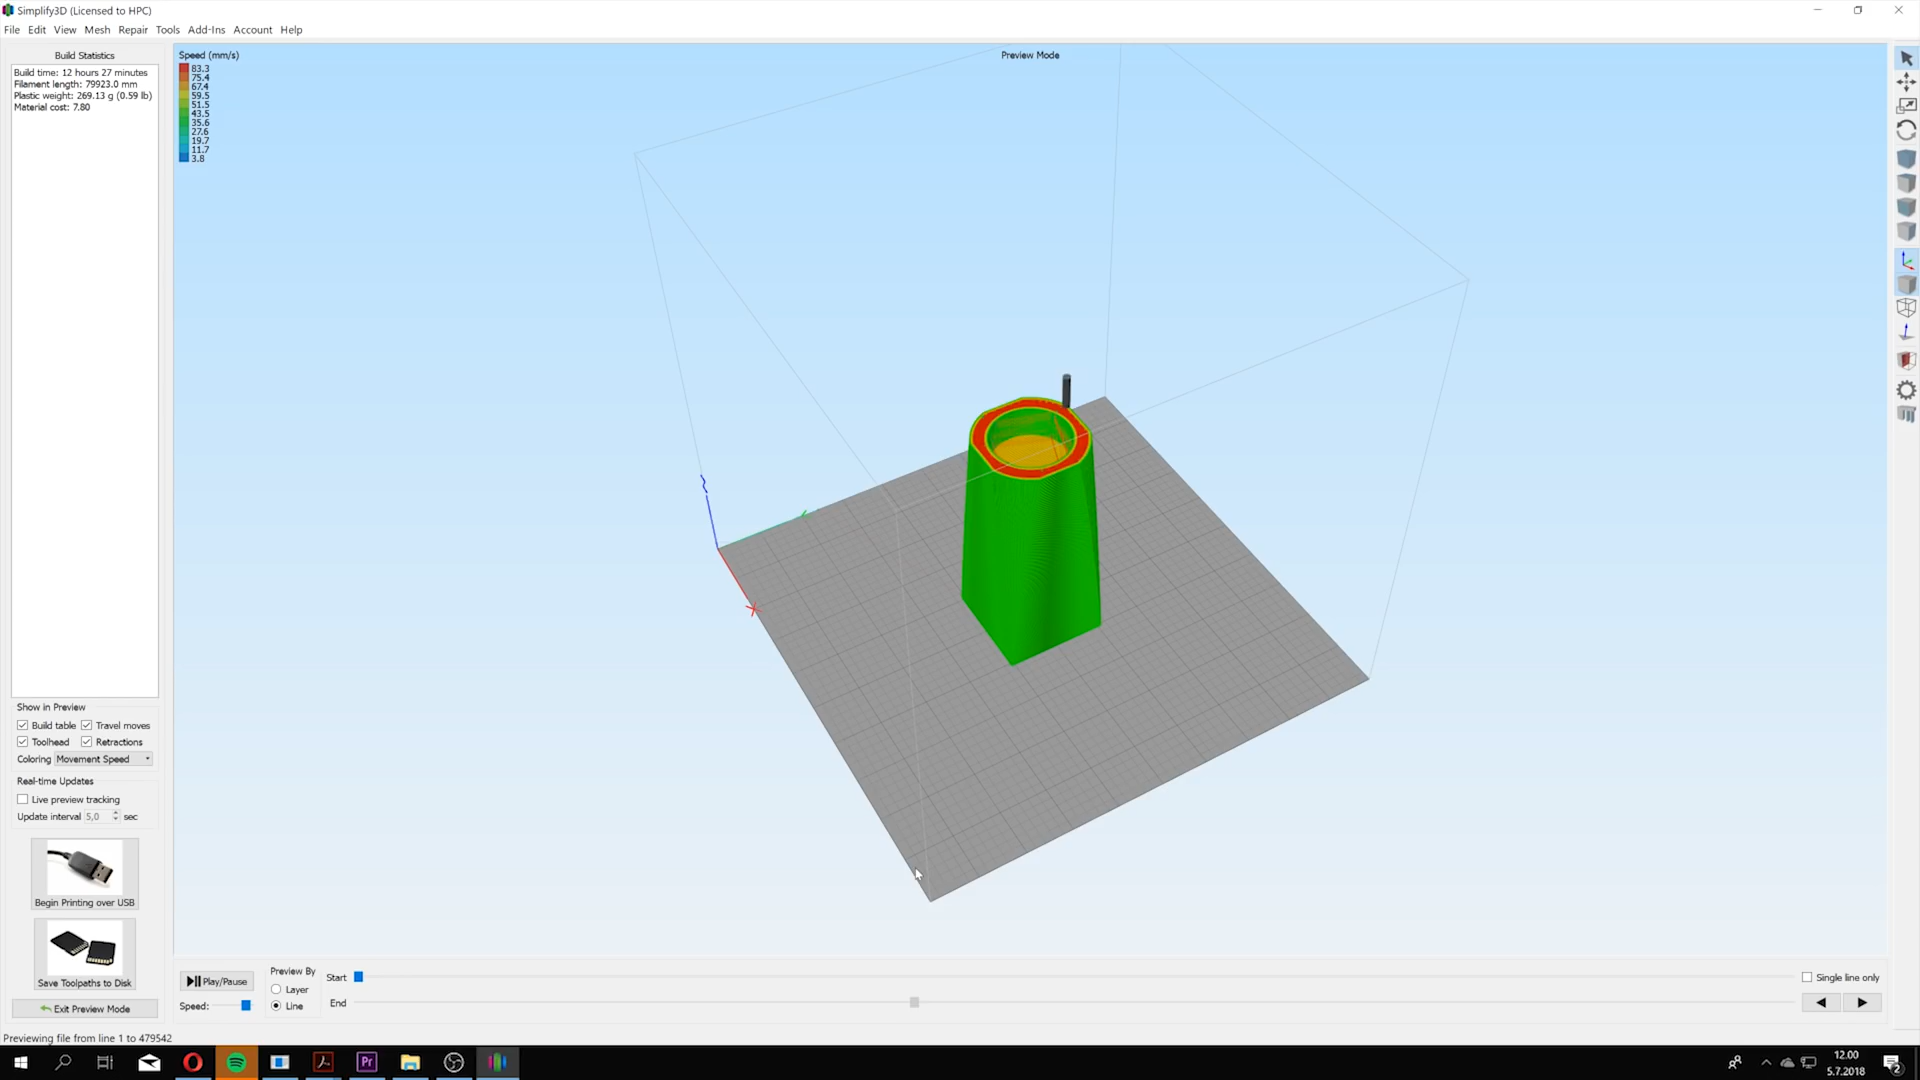 Simplify3D (Licensed to HPC)
File Edit View Mesh Repair Tools Add-Ins Account Help
Build Statistics
Build time: 12 hours 27 minutes
Filament length: 79923.0 mm
Plastic weight: 269.13 g (0.59 lb)
Material cost: 7.80
Speed (mm/s)
83.3
75.4
67.4
59.5
51.5
43.5
35.6
27.6
19.7
11.7
3.8
Preview Mode
Show in Preview
Build table Travel moves
Toolhead Retractions
Coloring Movement Speed
Real-time Updates
Live preview tracking
Update interval 5,0 sec
Begin Printing over USB
Save Toolpaths to Disk
Exit Preview Mode
Play/Pause
Speed:
Preview By
Layer
Line
Start
End
Single line only
Previewing file from line 1 to 479542
Pr
12.00
5.7.2018
2